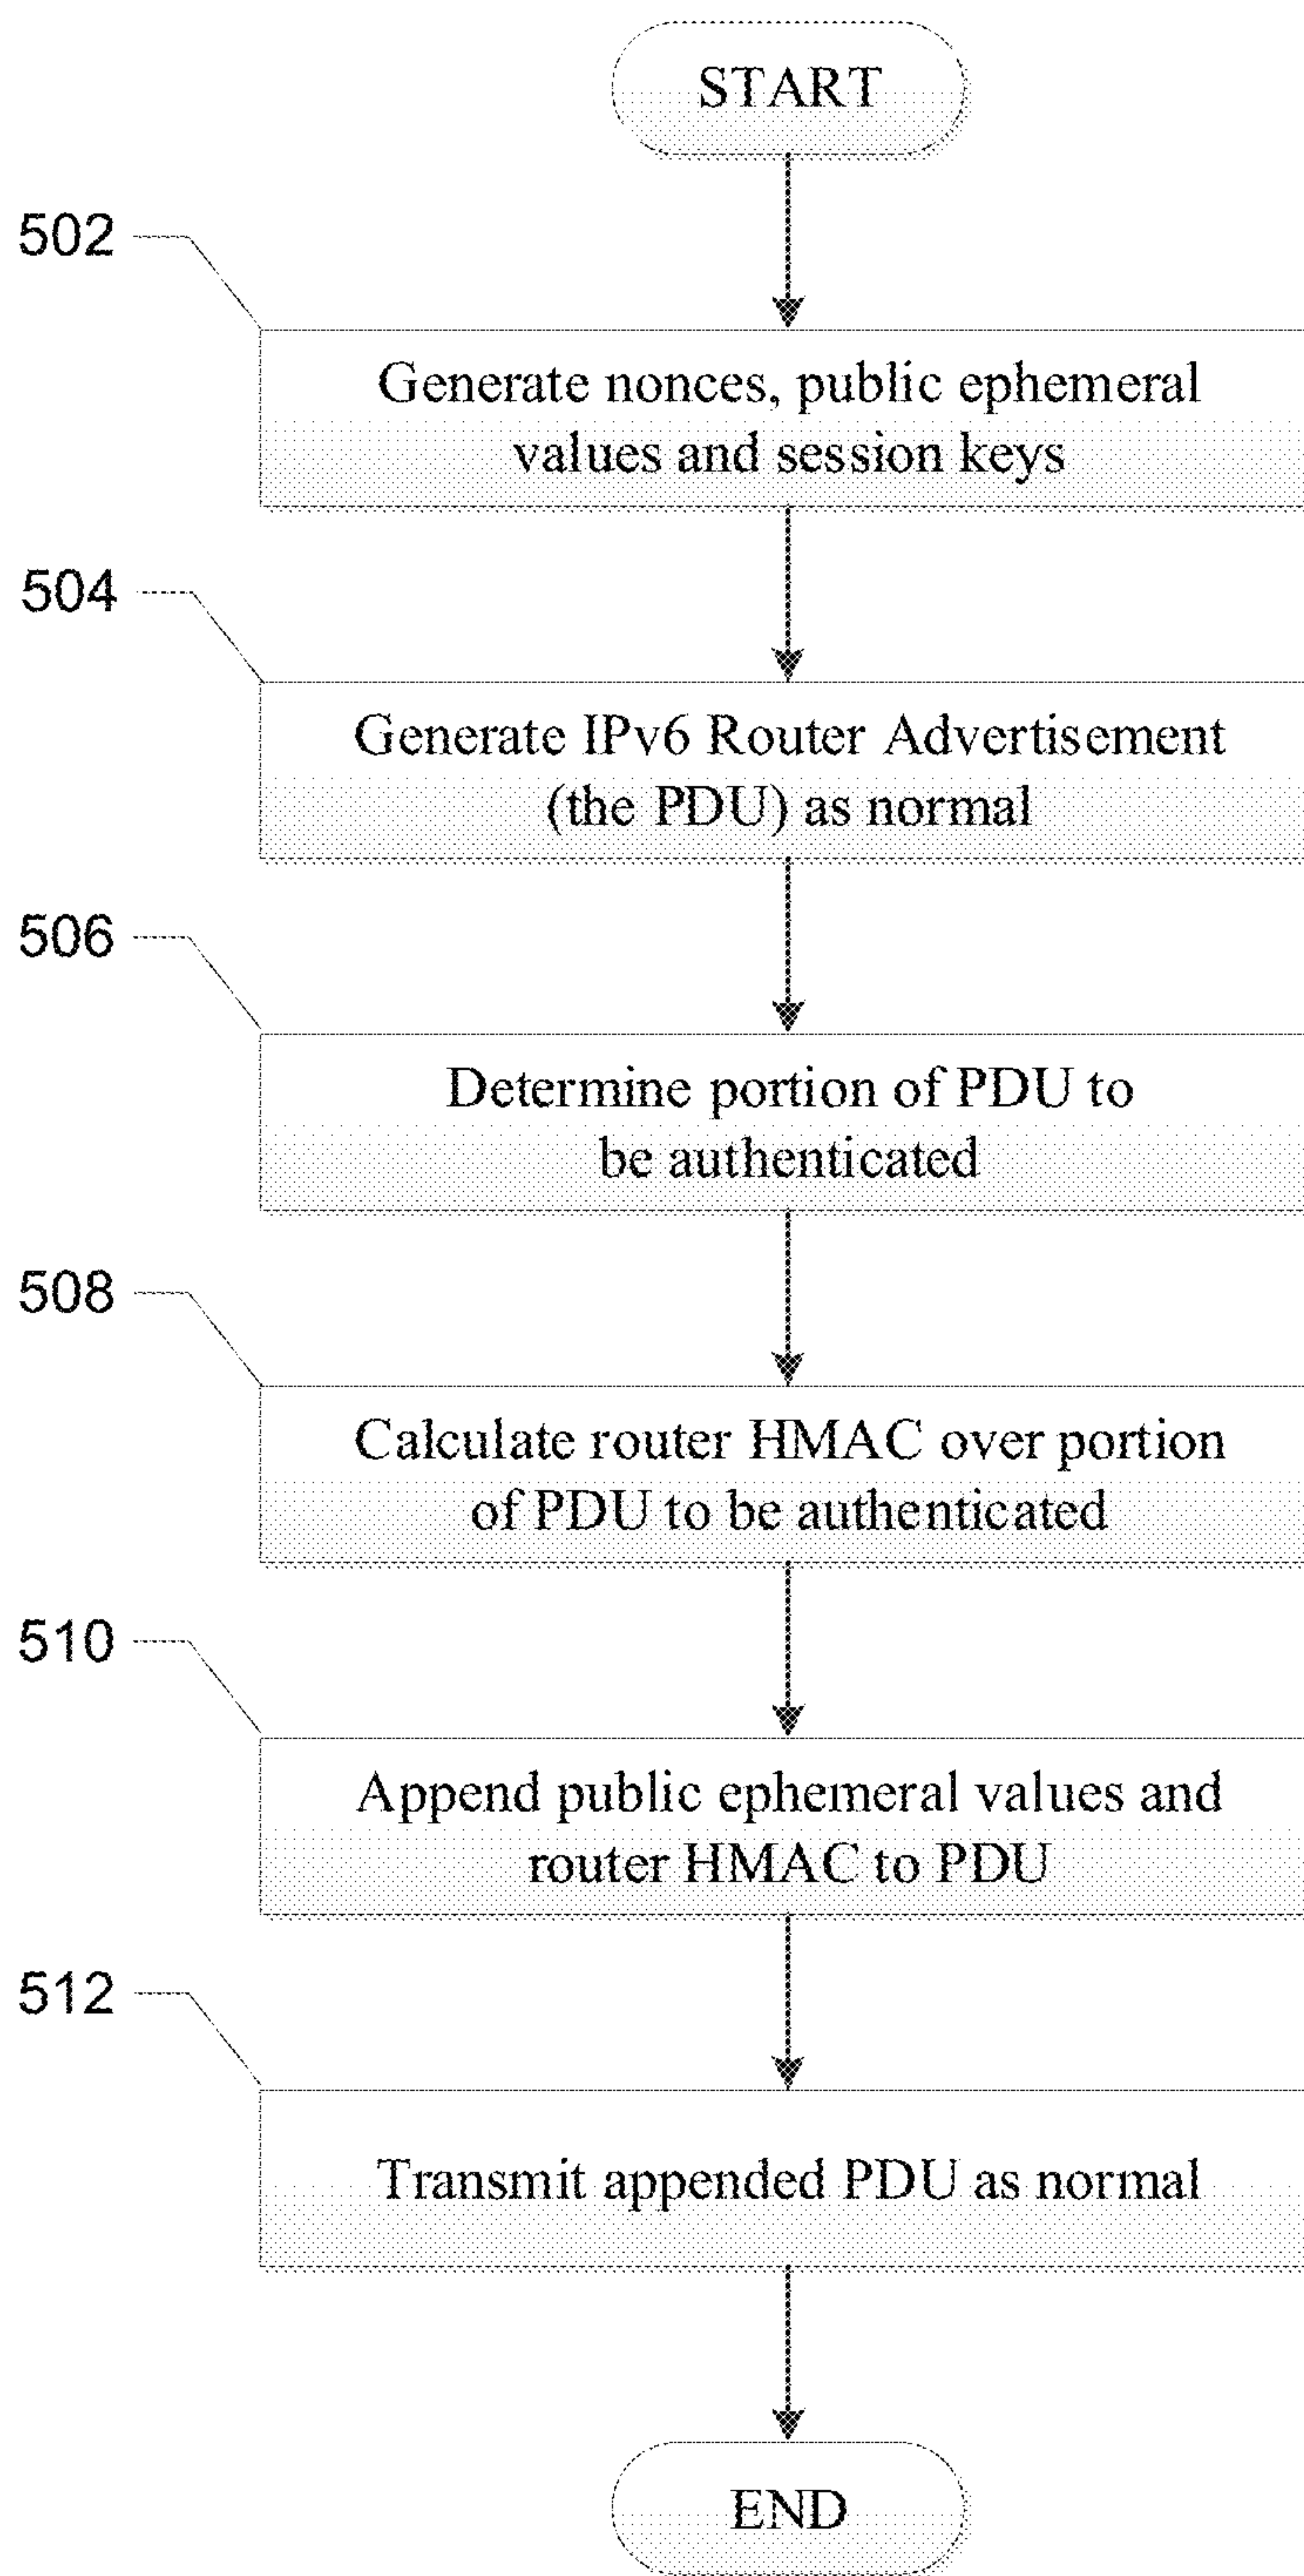 START
502
Generate nonces, public ephemeral
values and session keys
504
Generate IPv6 Router Advertisement
(the PDU) as normal
506
Determine portion of PDU to
be authenticated
508
Calculate router HMAC over portion
of PDU to be authenticated
510
Append public ephemeral values and
router HMAC to PDU
512
Transmit appended PDU as normal
END